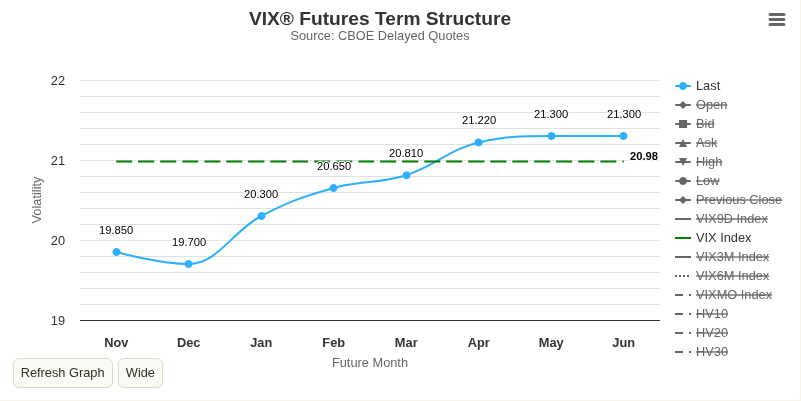 VIX® Futures Term Structure
Source: CBOE Delayed Quotes
22
21
20
19
Volatility
19.850
19.700
20.300
20.650
20.810
21.220
21.300
21.300
20.98
Nov Dec Jan Feb Mar Apr May Jun
Future Month
Last
Open
Bid
Ask
High
Low
Previous Close
VIX9D Index
VIX Index
VIX3M Index
VIX6M Index
VIXMO Index
HV10
HV20
HV30
Refresh Graph Wide